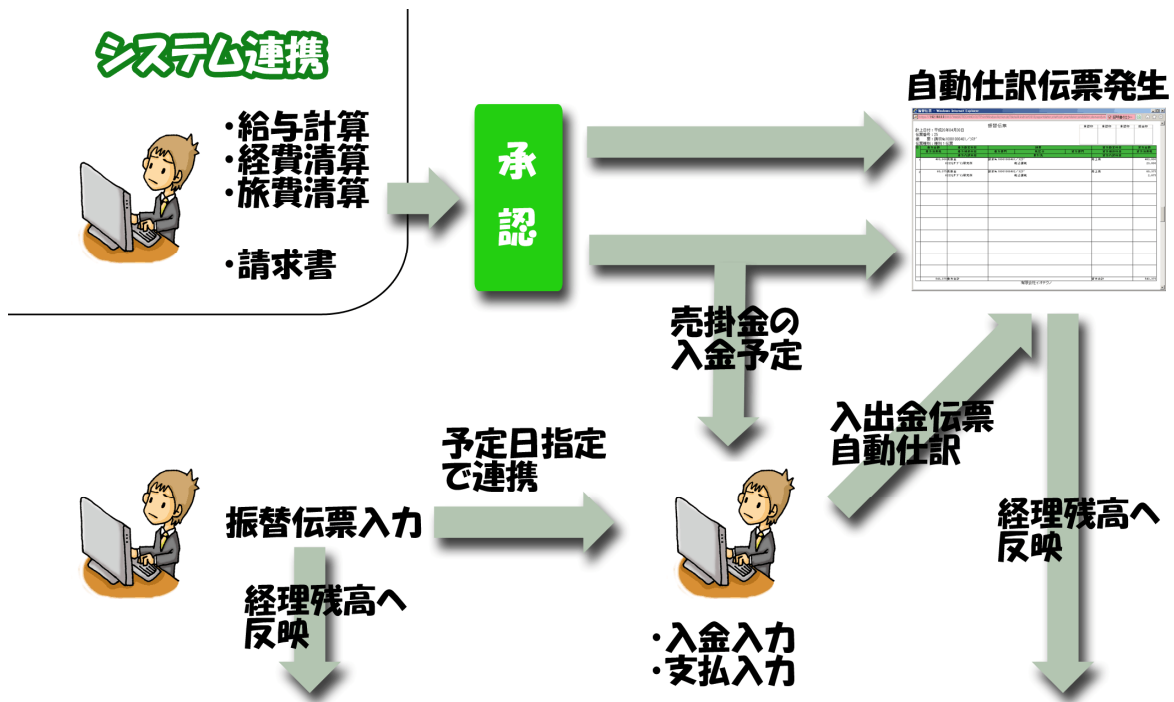 システム連携
・給与計算
・経費清算
・旅費清算
・請求書
承認
自動仕訳伝票発生
振替伝票
売掛金の
入金予定
入出金伝票
自動仕訳
予定日指定
で連携
振替伝票入力
経理残高へ
反映
・入金入力
・支払入力
経理残高へ
反映